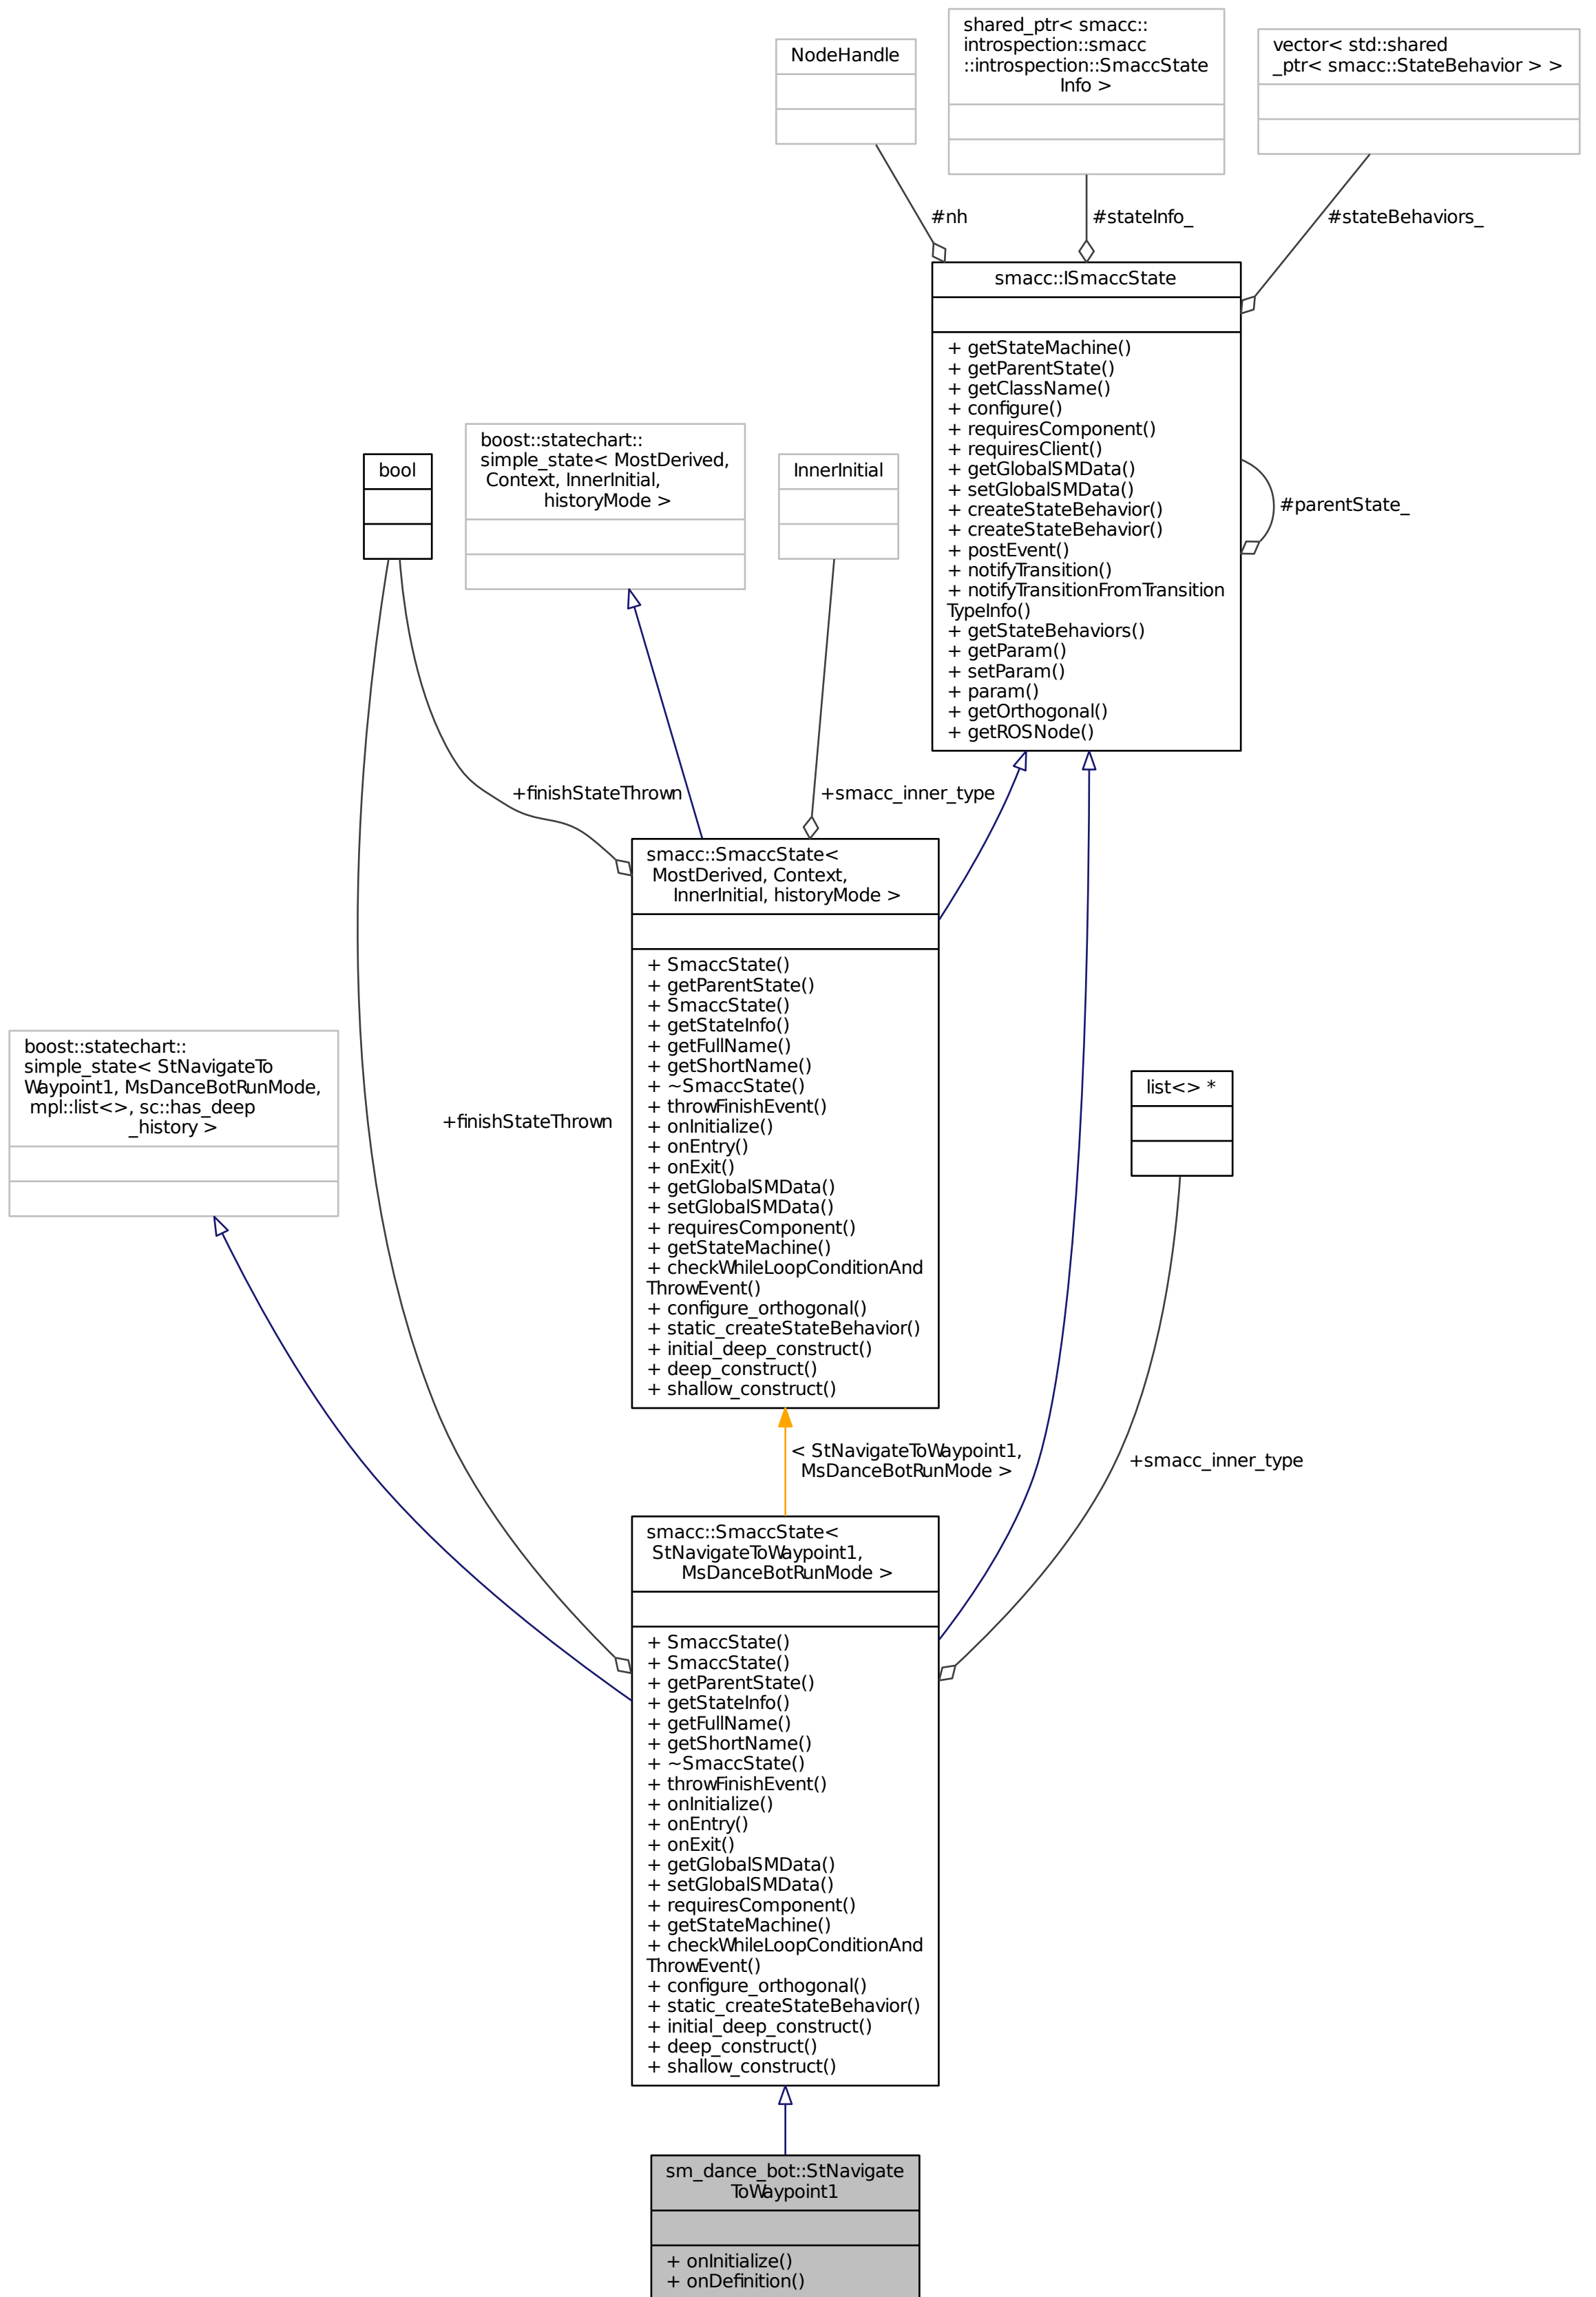 NodeHandle
shared_ptr< smacc::
introspection::smacc
::introspection::SmaccState
Info >
vector< std::shared
_ptr< smacc::StateBehavior > >
#nh
#stateInfo_
#stateBehaviors_
smacc::ISmaccState
+ getStateMachine()
+ getParentState()
+ getClassName()
+ configure()
+ requiresComponent()
+ requiresClient()
+ getGlobalSMData()
+ setGlobalSMData()
+ createStateBehavior()
+ createStateBehavior()
+ postEvent()
+ notifyTransition()
+ notifyTransitionFromTransition
TypeInfo()
+ getStateBehaviors()
+ getParam()
+ setParam()
+ param()
+ getOrthogonal()
+ getROSNode()
#parentState_
bool
boost::statechart::
simple_state< MostDerived,
Context, InnerInitial,
historyMode >
InnerInitial
+finishStateThrown
+smacc_inner_type
smacc::SmaccState<
MostDerived, Context,
InnerInitial, historyMode >
+ SmaccState()
+ getParentState()
+ SmaccState()
+ getStateInfo()
+ getFullName()
+ getShortName()
+ ~SmaccState()
+ throwFinishEvent()
+ onInitialize()
+ onEntry()
+ onExit()
+ getGlobalSMData()
+ setGlobalSMData()
+ requiresComponent()
+ getStateMachine()
+ checkWhileLoopConditionAnd
ThrowEvent()
+ configure_orthogonal()
+ static_createStateBehavior()
+ initial_deep_construct()
+ deep_construct()
+ shallow_construct()
boost::statechart::
simple_state< StNavigateTo
Waypoint1, MsDanceBotRunMode,
mpl::list<>, sc::has_deep
_history >
+finishStateThrown
list<> *
< StNavigateToWaypoint1,
MsDanceBotRunMode >
+smacc_inner_type
smacc::SmaccState<
StNavigateToWaypoint1,
MsDanceBotRunMode >
+ SmaccState()
+ SmaccState()
+ getParentState()
+ getStateInfo()
+ getFullName()
+ getShortName()
+ ~SmaccState()
+ throwFinishEvent()
+ onInitialize()
+ onEntry()
+ onExit()
+ getGlobalSMData()
+ setGlobalSMData()
+ requiresComponent()
+ getStateMachine()
+ checkWhileLoopConditionAnd
ThrowEvent()
+ configure_orthogonal()
+ static_createStateBehavior()
+ initial_deep_construct()
+ deep_construct()
+ shallow_construct()
sm_dance_bot::StNavigate
ToWaypoint1
+ onInitialize()
+ onDefinition()